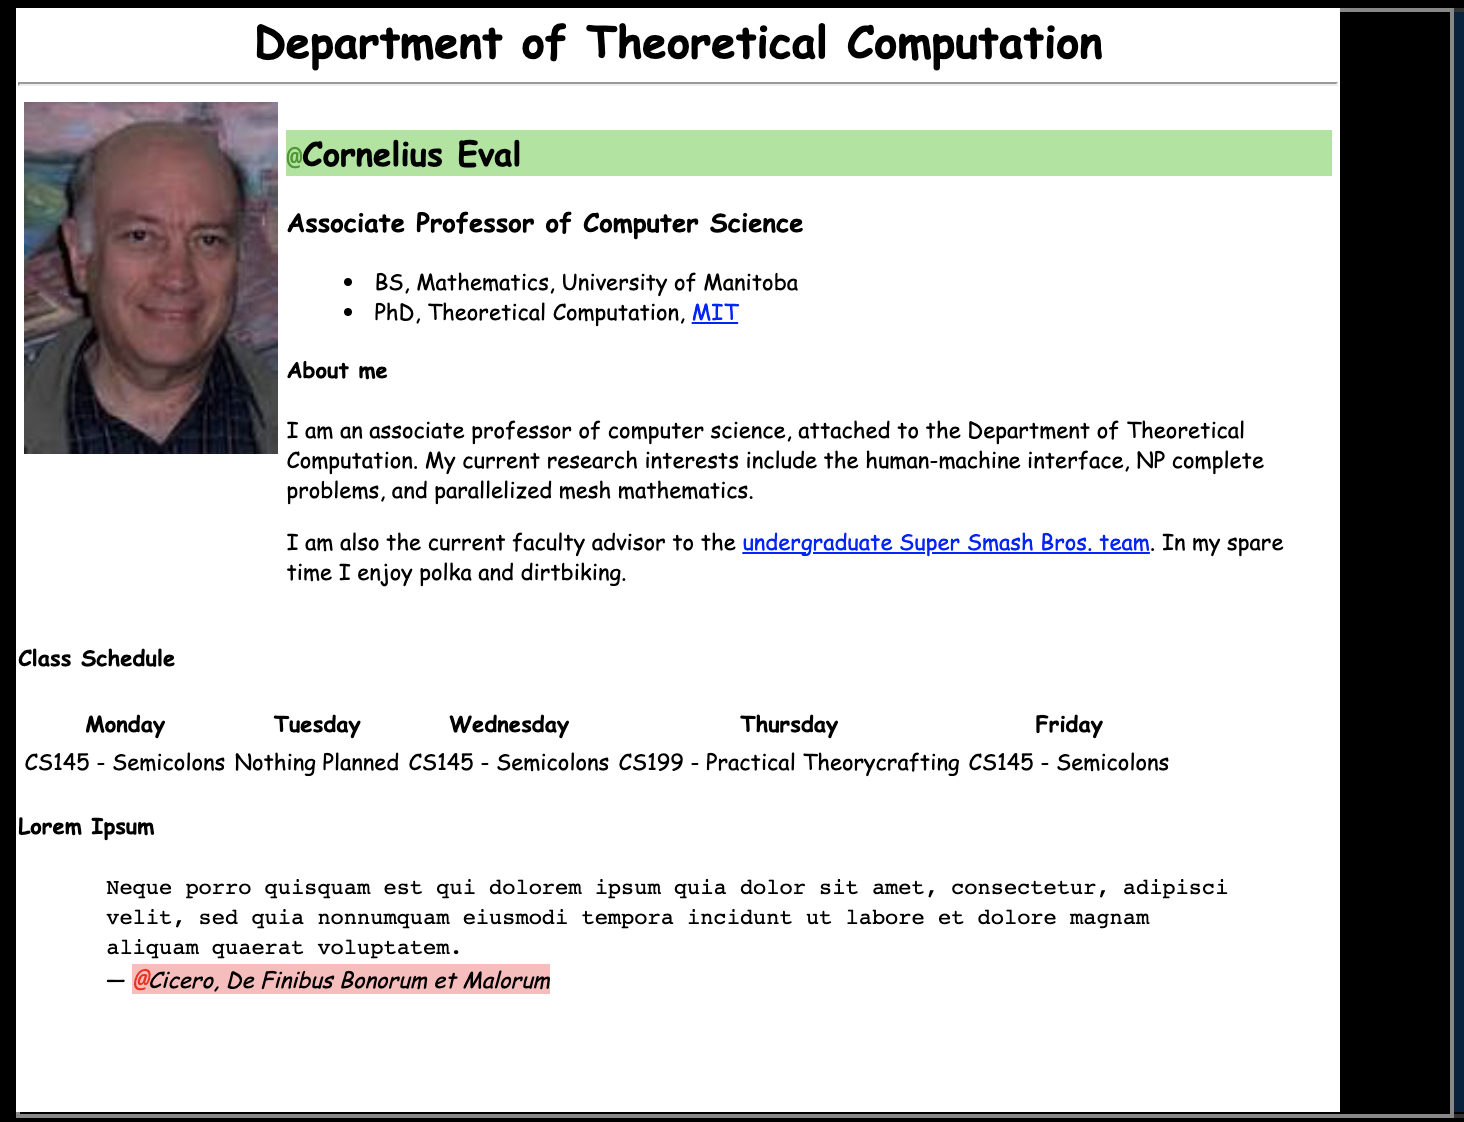 Department of Theoretical Computation
@Cornelius Eval
Associate Professor of Computer Science
• BS, Mathematics, University of Manitoba
• PhD, Theoretical Computation, MIT
About me
I am an associate professor of computer science, attached to the Department of Theoretical
Computation. My current research interests include the human-machine interface, NP complete
problems, and parallelized mesh mathematics.
I am also the current faculty advisor to the undergraduate Super Smash Bros. team. In my spare
time I enjoy polka and dirtbiking.
Class Schedule
Monday Tuesday Wednesday Thursday Friday
CS145 - Semicolons Nothing Planned CS145 - Semicolons CS199 - Practical Theorycrafting CS145 - Semicolons
Lorem Ipsum
Neque porro quisquam est qui dolorem ipsum quia dolor sit amet, consectetur, adipisci
velit, sed quia nonnumquam eiusmodi tempora incidunt ut labore et dolore magnam
aliquam quaerat voluptatem.
— @Cicero, De Finibus Bonorum et Malorum